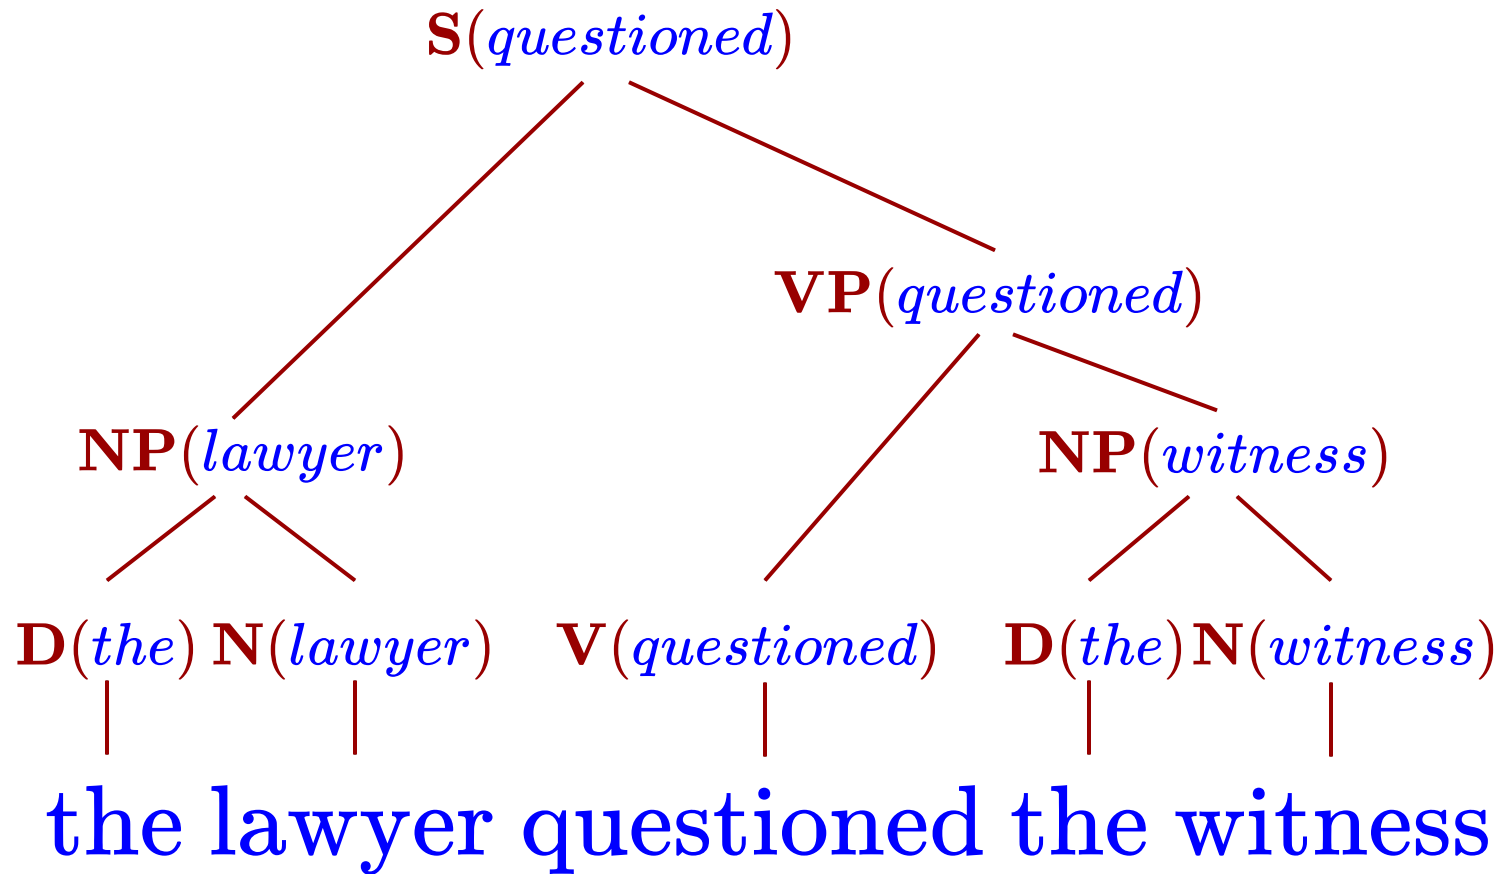 S(questioned)
VP(questioned)
NP(lawyer)
NP(witness)
D(the) N(lawyer) V(questioned) D(the) N(witness)
the lawyer questioned the witness